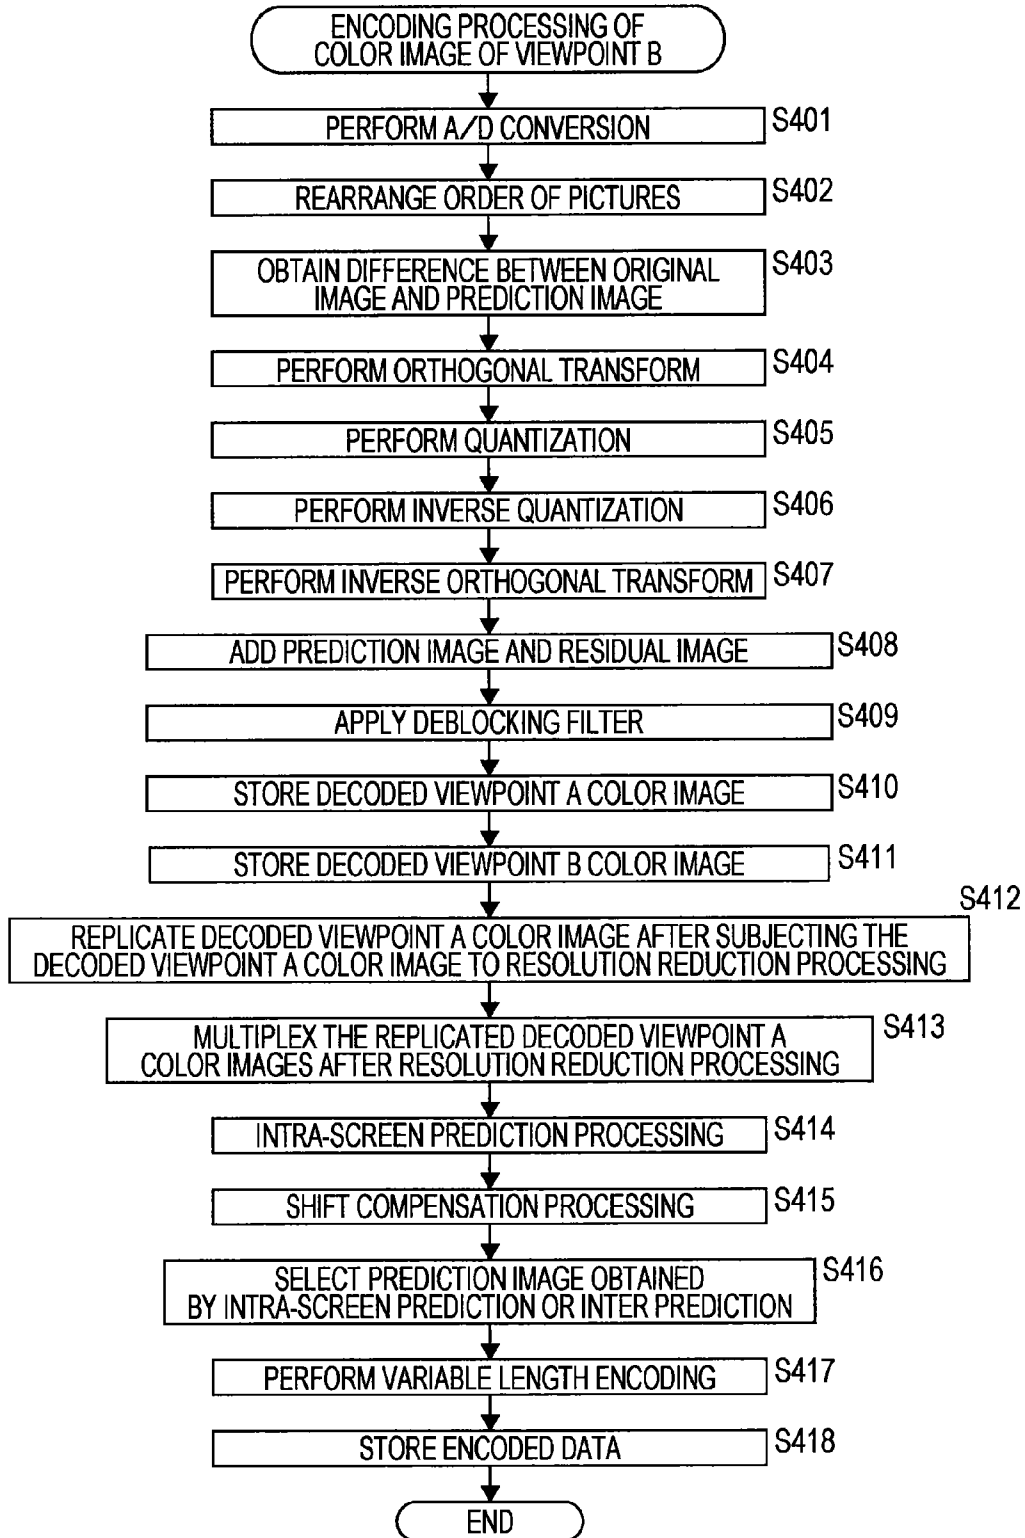 ENCODING PROCESSING OF
COLOR IMAGE OF VIEWPOINT B
PERFORM A/D CONVERSION
S401
REARRANGE ORDER OF PICTURES
S402
OBTAIN DIFFERENCE BETWEEN ORIGINAL
IMAGE AND PREDICTION IMAGE
S403
PERFORM ORTHOGONAL TRANSFORM
S404
PERFORM QUANTIZATION
S405
PERFORM INVERSE QUANTIZATION
S406
PERFORM INVERSE ORTHOGONAL TRANSFORM
S407
ADD PREDICTION IMAGE AND RESIDUAL IMAGE
S408
APPLY DEBLOCKING FILTER
S409
STORE DECODED VIEWPOINT A COLOR IMAGE
S410
STORE DECODED VIEWPOINT B COLOR IMAGE
S411
S412
REPLICATE DECODED VIEWPOINT A COLOR IMAGE AFTER SUBJECTING THE
DECODED VIEWPOINT A COLOR IMAGE TO RESOLUTION REDUCTION PROCESSING
MULTIPLEX THE REPLICATED DECODED VIEWPOINT A
COLOR IMAGES AFTER RESOLUTION REDUCTION PROCESSING
S413
INTRA-SCREEN PREDICTION PROCESSING
S414
SHIFT COMPENSATION PROCESSING
S415
SELECT PREDICTION IMAGE OBTAINED
BY INTRA-SCREEN PREDICTION OR INTER PREDICTION
S416
PERFORM VARIABLE LENGTH ENCODING
S417
STORE ENCODED DATA
S418
END